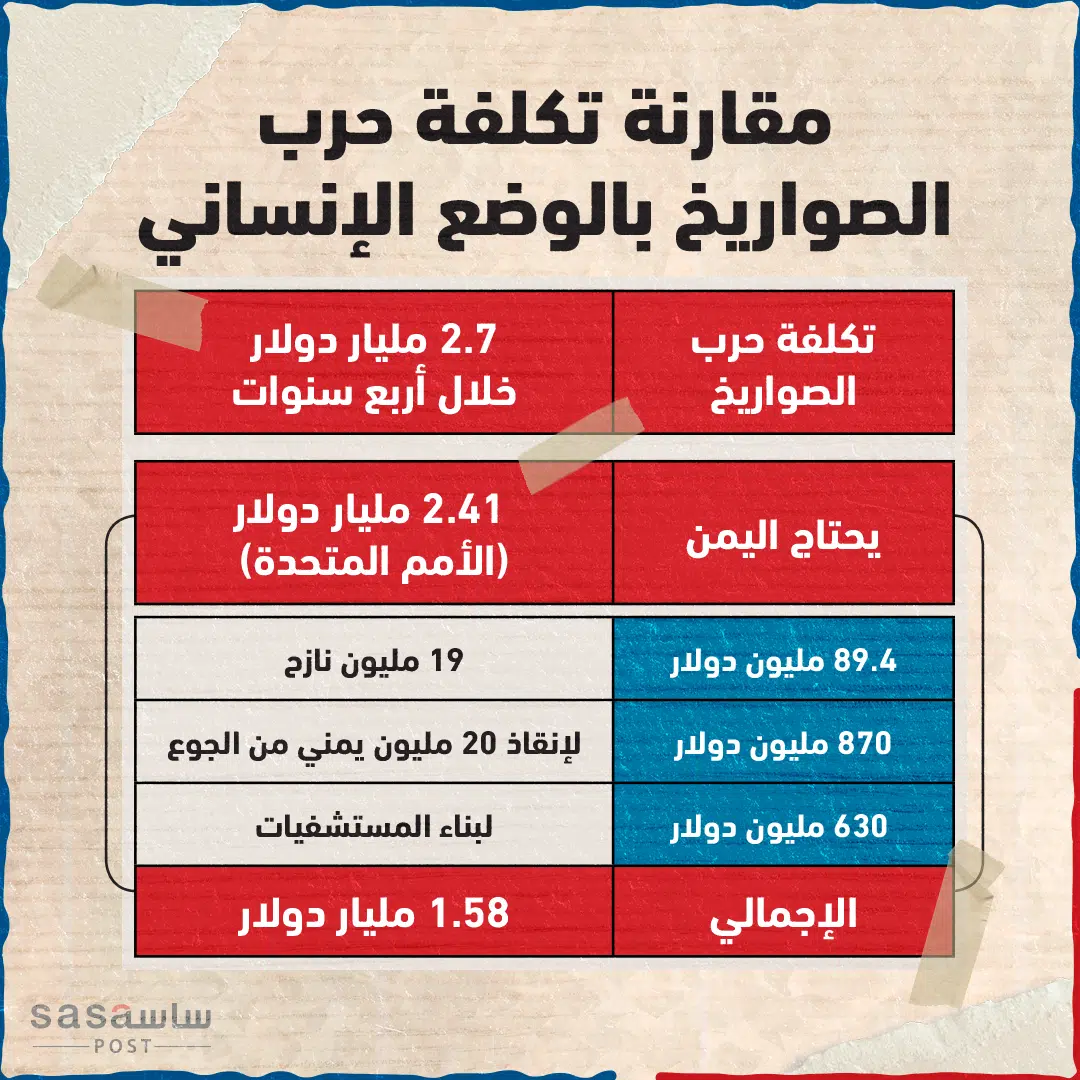 مقارنة تكلفة حرب
الصواريخ بالوضع الإنساني
تكلفة حرب
الصواريخ
2.7 مليار دولار
خلال أربع سنوات
يحتاج اليمن
2.41 مليار دولار
(الأمم المتحدة)
89.4 مليون دولار
19 مليون نازح
870 مليون دولار
لإنقاذ 20 مليون يمني من الجوع
630 مليون دولار
لبناء المستشفيات
الإجمالي
1.58 مليار دولار
sasa ساسة
POST